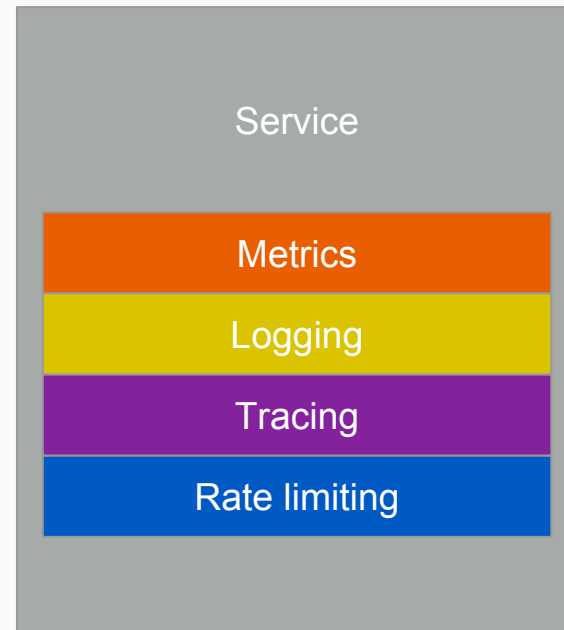 Service
Metrics
Logging
Tracing
Rate limiting